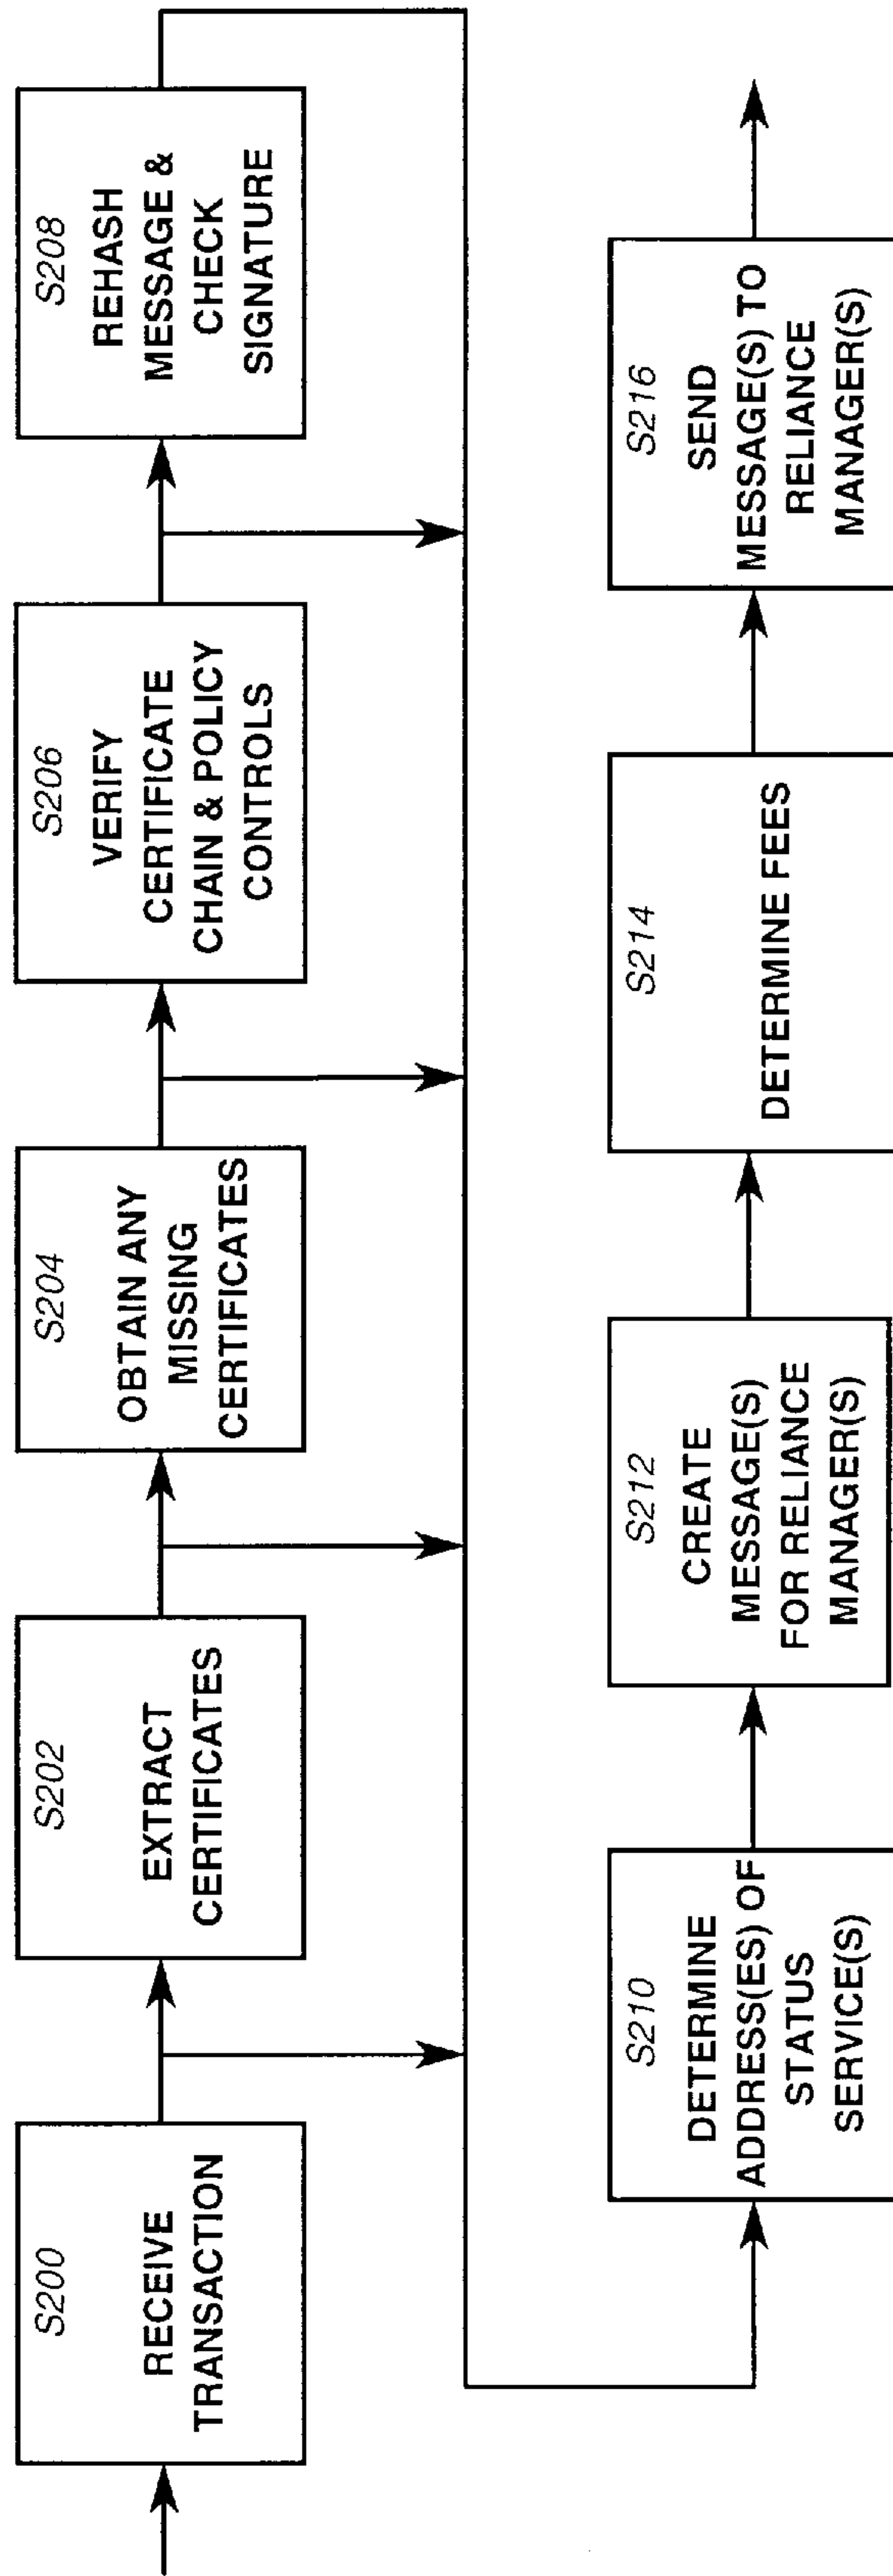 S200
RECEIVE
TRANSACTION
S202
EXTRACT
CERTIFICATES
S204
OBTAIN ANY
MISSING
CERTIFICATES
S206
VERIFY
CERTIFICATE
CHAIN & POLICY
CONTROLS
S208
REHASH
MESSAGE &
CHECK
SIGNATURE
S210
DETERMINE
ADDRESS(ES) OF
STATUS
SERVICE(S)
S212
CREATE
MESSAGE(S)
FOR RELIANCE
MANAGER(S)
S214
DETERMINE FEES
S216
SEND
MESSAGE(S) TO
RELIANCE
MANAGER(S)